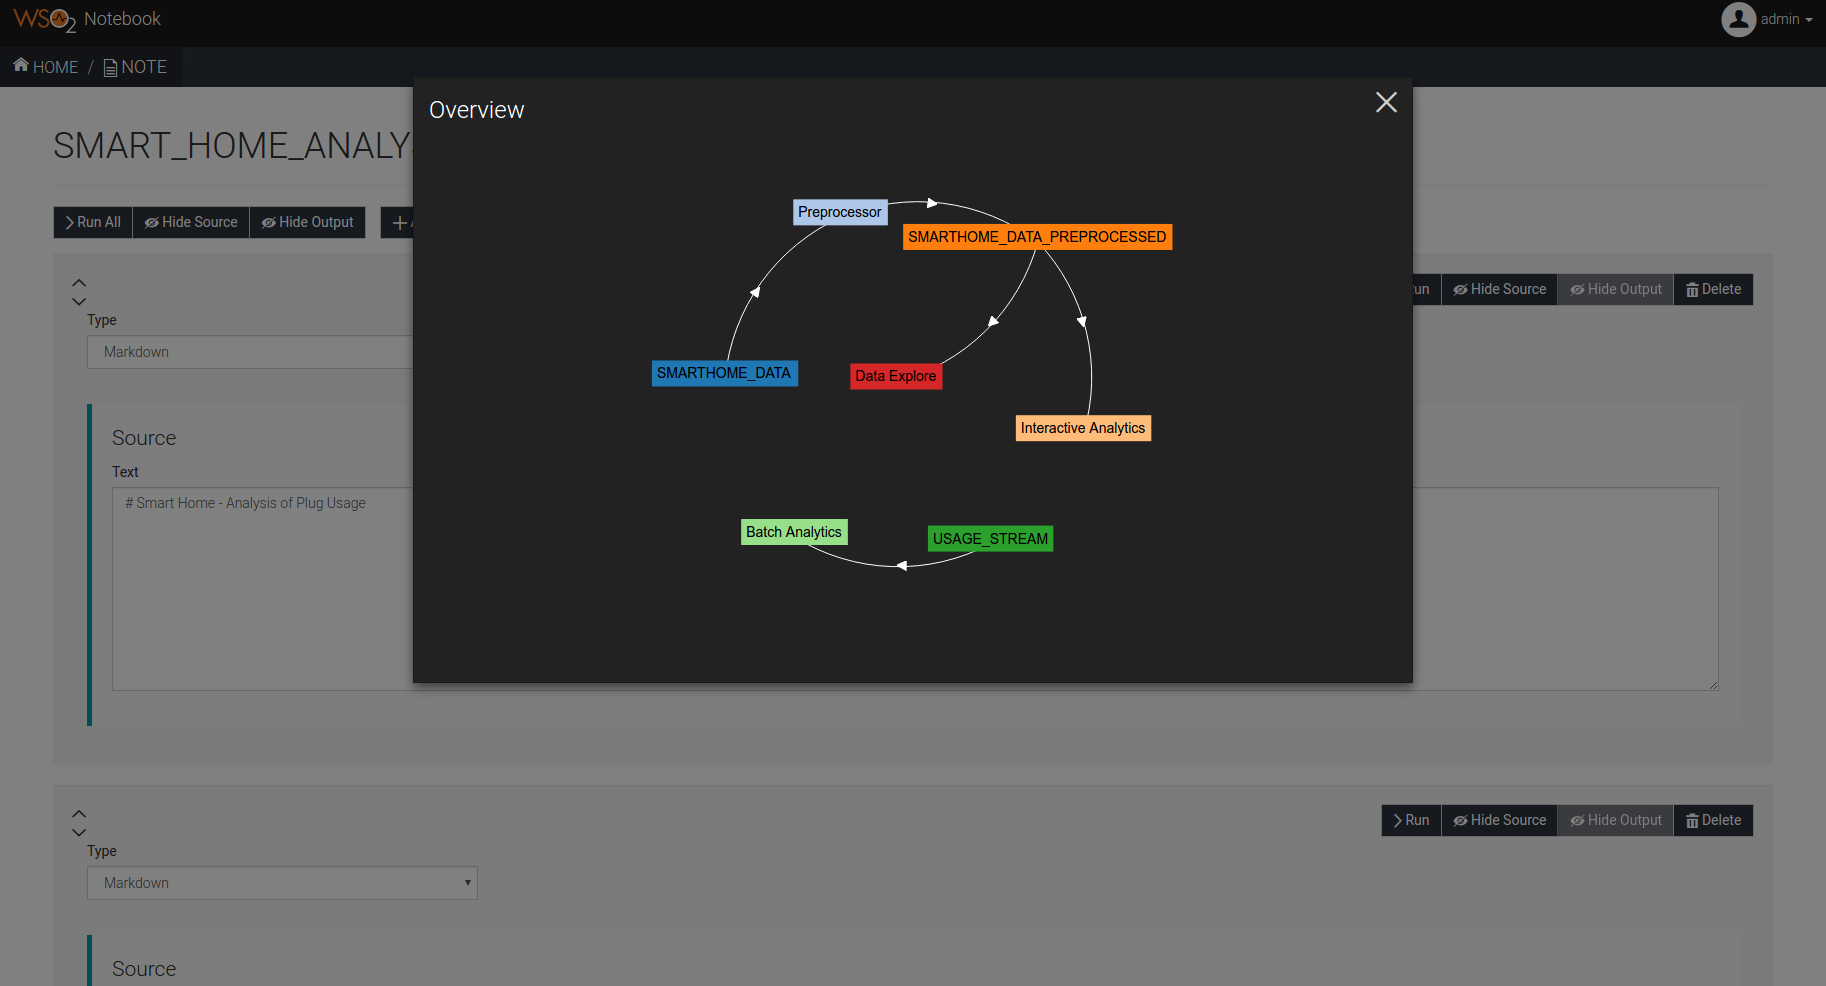 WSO2 Notebook
admin
HOME / NOTE
Overview
SMART_HOME_ANALY
Run All
Hide Source
Hide Output
Preprocessor
SMARTHOME_DATA_PREPROCESSED
SMARTHOME_DATA
Data Explore
Interactive Analytics
Batch Analytics
USAGE_STREAM
Hide Source
Hide Output
Delete
Type
Markdown
Source
Text
# Smart Home - Analysis of Plug Usage
Run
Hide Source
Hide Output
Delete
Type
Markdown
Source